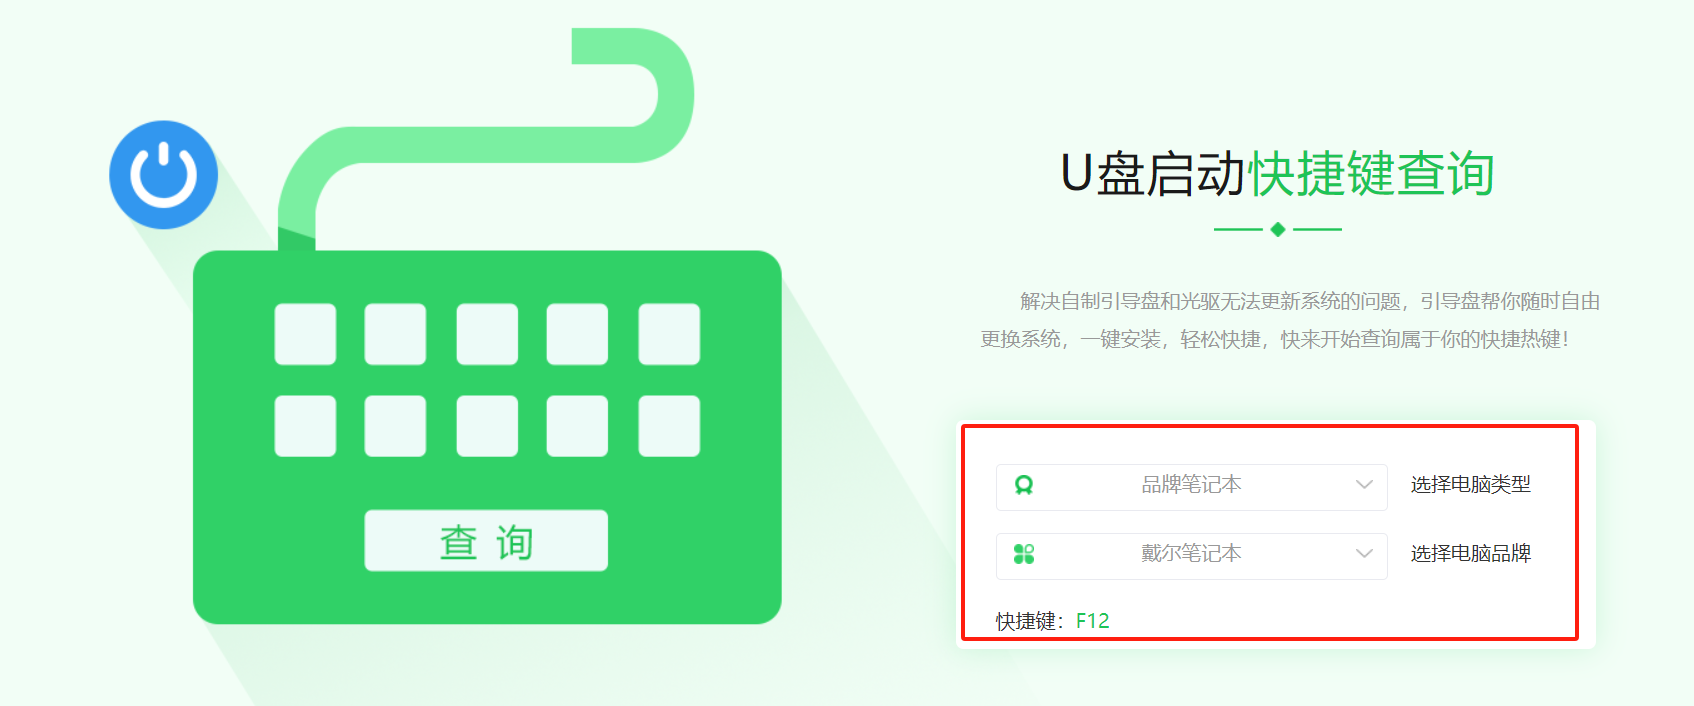 U盘启动快捷键查询
解决自制引导盘和光驱无法更新系统的问题，引导盘帮你随时自由
更换系统，一键安装，轻松快捷，快来开始查询属于你的快捷热键！
品牌笔记本 选择电脑类型
戴尔笔记本 选择电脑品牌
快捷键：F12
查 询